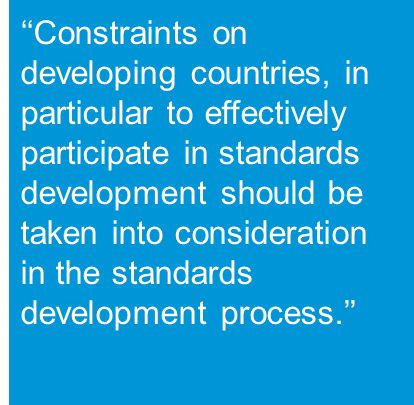 “Constraints on
developing countries, in
particular to effectively
participate in standards
development should be
taken into consideration
in the standards
development process.”